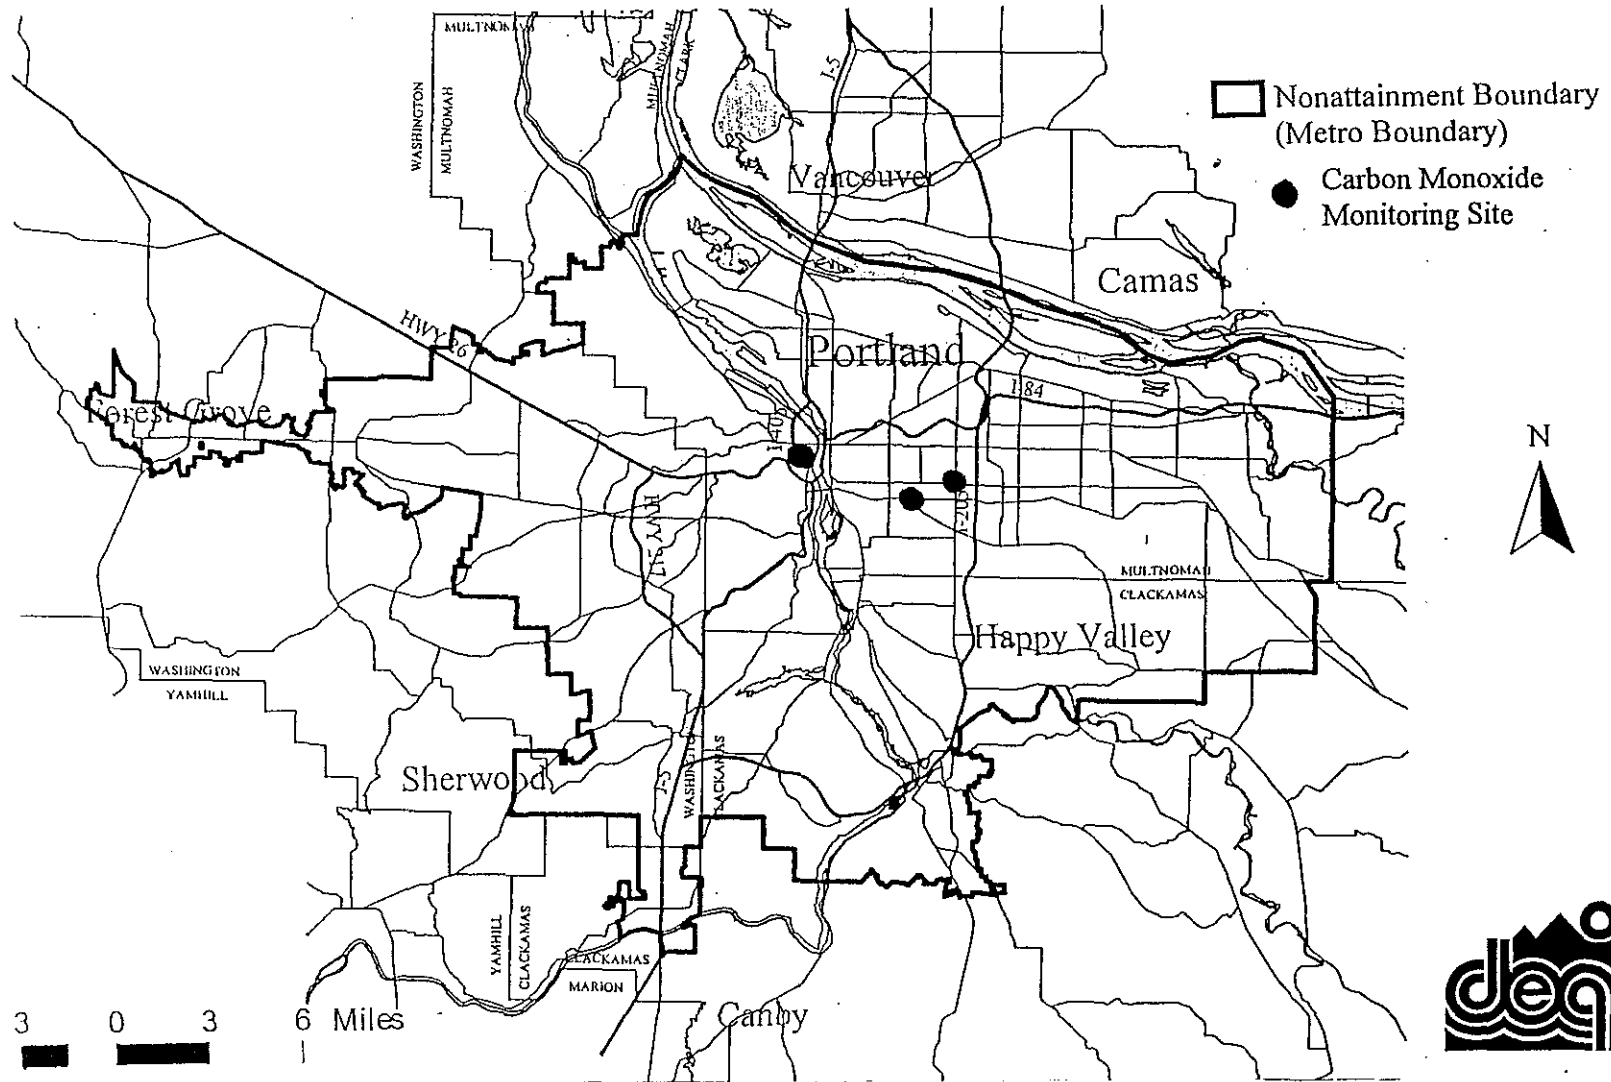 MULTNOMAH
MULTNOMAH
CLARK
I-5
WASHINGTON
MULTNOMAH
Nonattainment Boundary
(Metro Boundary)
Vancouver
Carbon Monoxide
Monitoring Site
Camas
HWY 26
Portland
I-84
Forest Grove
I-405
N
HWY 217
I-205
MULTNOMAH
CLACKAMAS
Happy Valley
WASHINGTON
YAMHILL
Sherwood
I-5
WASHINGTON
CLACKAMAS
YAMHILL
CLACKAMAS
CLACKAMAS
MARION
Canby
3 0 3 6 Miles
deq